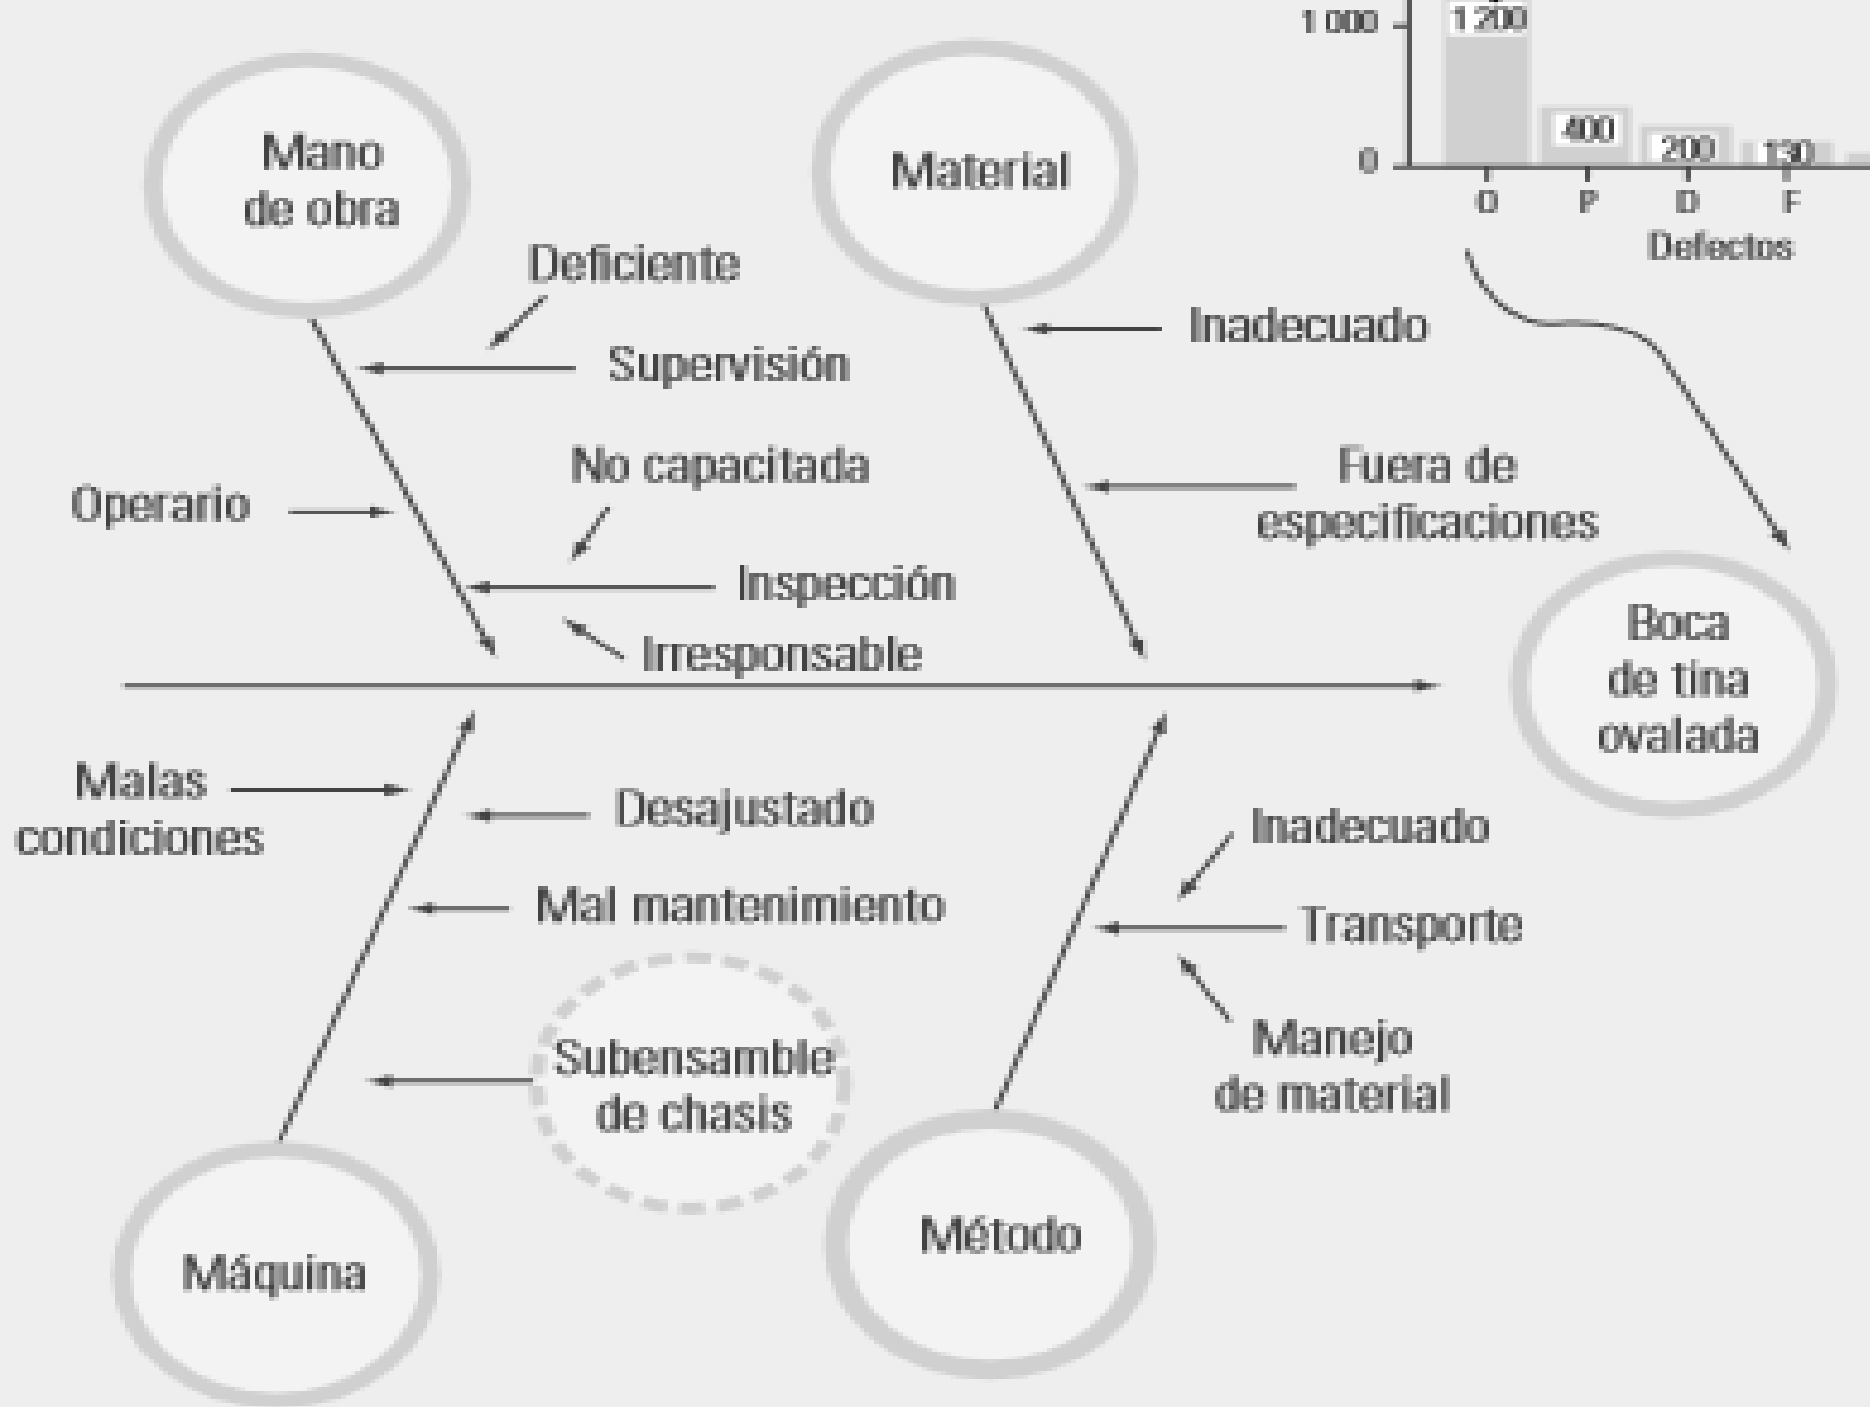 1 000
1 200
400
200
130
0
O
P
D
F
Defectos
Mano
de obra
Material
Deficiente
Supervisión
Inadecuado
No capacitada
Operario
Fuera de
especificaciones
Inspección
Irresponsable
Boca
de tina
ovalada
Malas
condiciones
Desajustado
Mal mantenimiento
Inadecuado
Transporte
Subensamble
de chasis
Manejo
de material
Máquina
Método